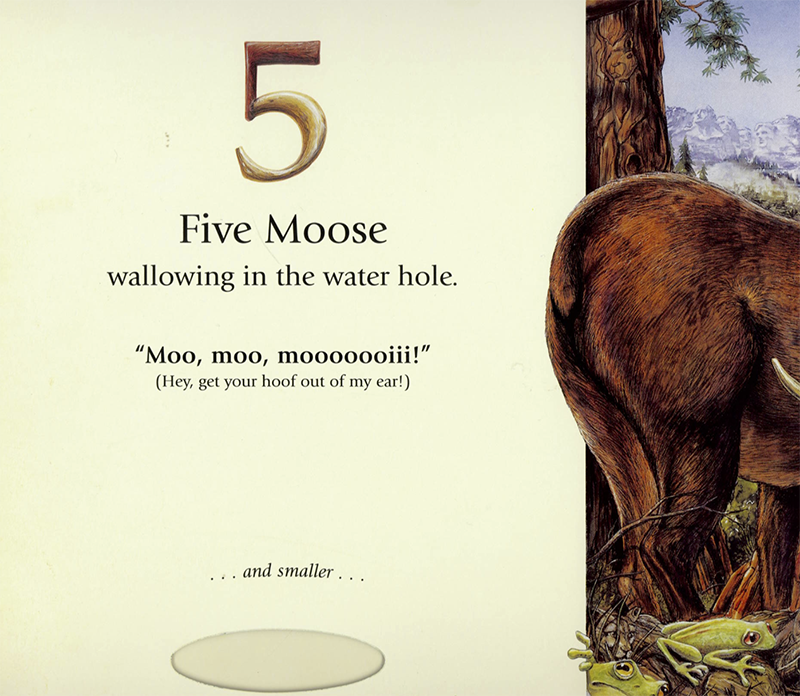 5
Five Moose
wallowing in the water hole.
“Moo, moo, mooooooiii!”
(Hey, get your hoof out of my ear!)
. . . and smaller . . .